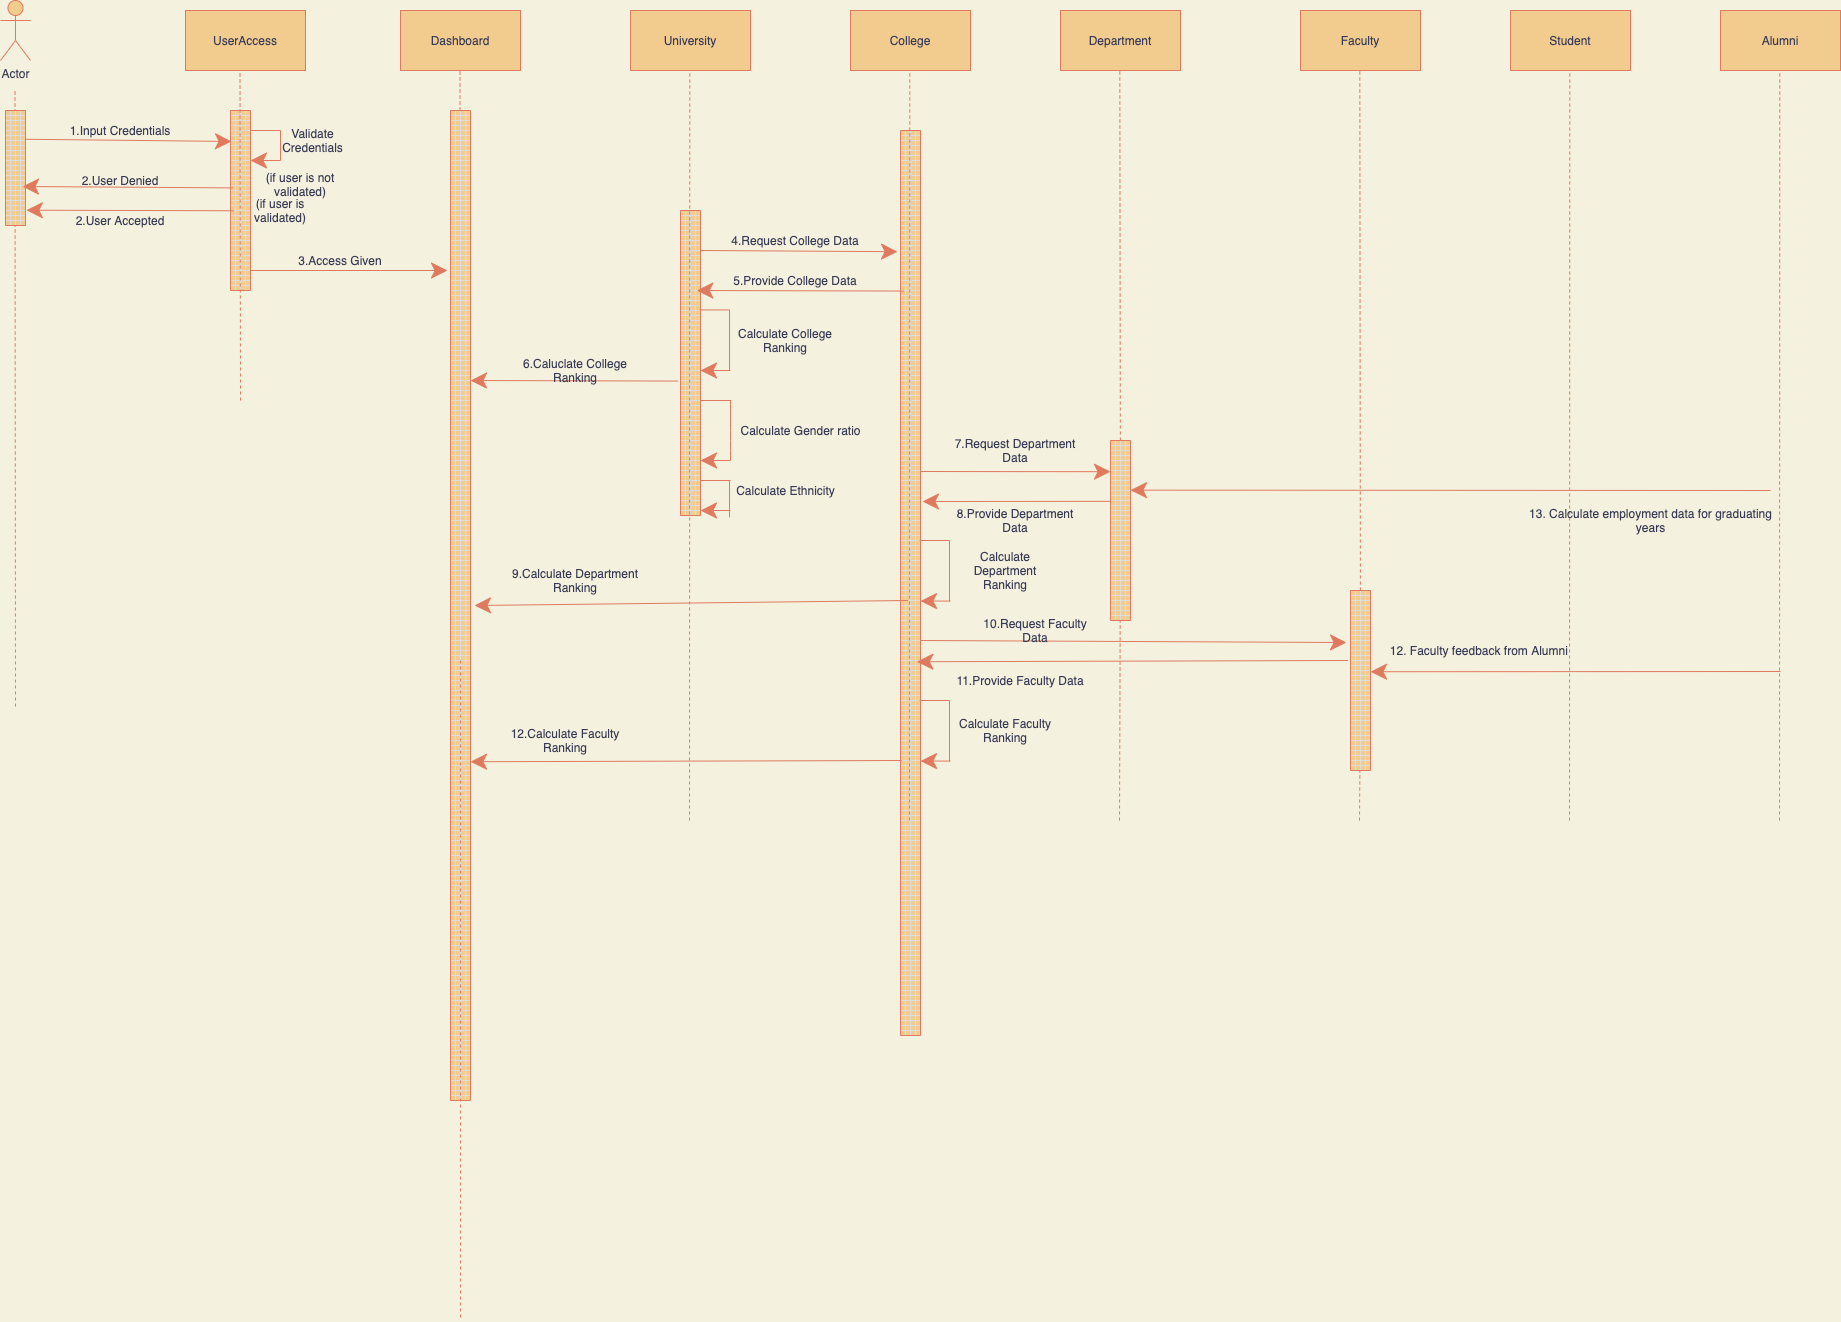 Actor
UserAccess
Dashboard
University
College
Department
Faculty
Student
Alumni
1.Input Credentials
Validate
Credentials
2.User Denied
(if user is not
validated)
(if user is
validated)
2.User Accepted
3.Access Given
4.Request College Data
5.Provide College Data
Calculate College
Ranking
6.Caluclate College
Ranking
Calculate Gender ratio
7.Request Department
Data
Calculate Ethnicity
8.Provide Department
Data
13. Calculate employment data for graduating
years
Calculate
Department
Ranking
9.Calculate Department
Ranking
10.Request Faculty
Data
12. Faculty feedback from Alumni
11.Provide Faculty Data
Calculate Faculty
Ranking
12.Calculate Faculty
Ranking